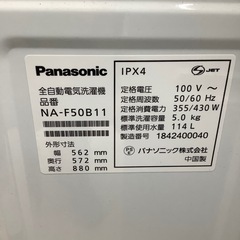 Panasonic
全自動電気洗濯機
品番
NA-F50B11
外形寸法
幅 562 mm
奥行 572 mm
高さ 880 mm
IPX4
JET
定格電圧 100 V ～
定格周波数 50/60 Hz
定格消費電力 355/430 W
標準洗濯容量 5.0 kg
標準使用水量 114 L
製造番号 1842400040
パナソニック株式会社
中国製